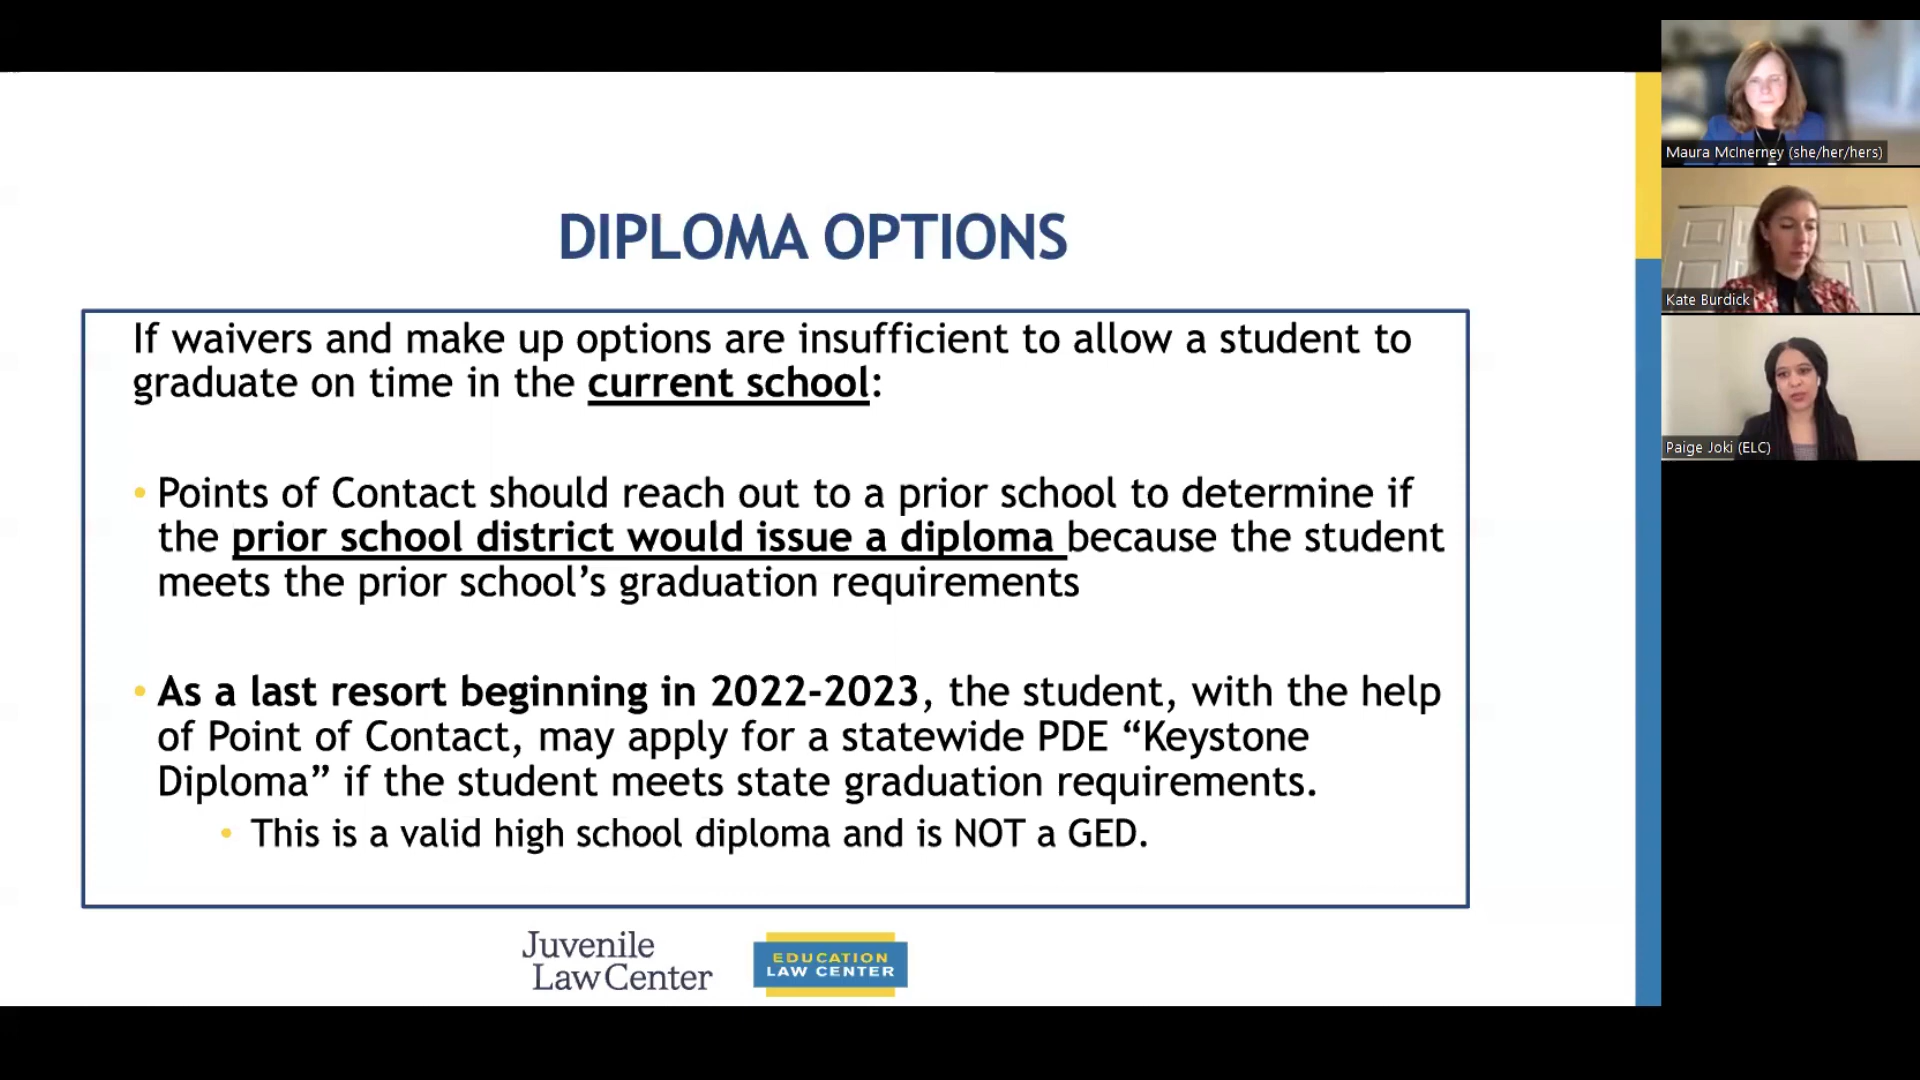 DIPLOMA OPTIONS
If waivers and make up options are insufficient to allow a student to
graduate on time in the current school:
• Points of Contact should reach out to a prior school to determine if
the prior school district would issue a diploma because the student
meets the prior school’s graduation requirements
• As a last resort beginning in 2022-2023, the student, with the help
of Point of Contact, may apply for a statewide PDE “Keystone
Diploma” if the student meets state graduation requirements.
• This is a valid high school diploma and is NOT a GED.
Juvenile
Law Center
EDUCATION
LAW CENTER
Maura McInerney (she/her/hers)
Kate Burdick
Paige Joki (ELC)